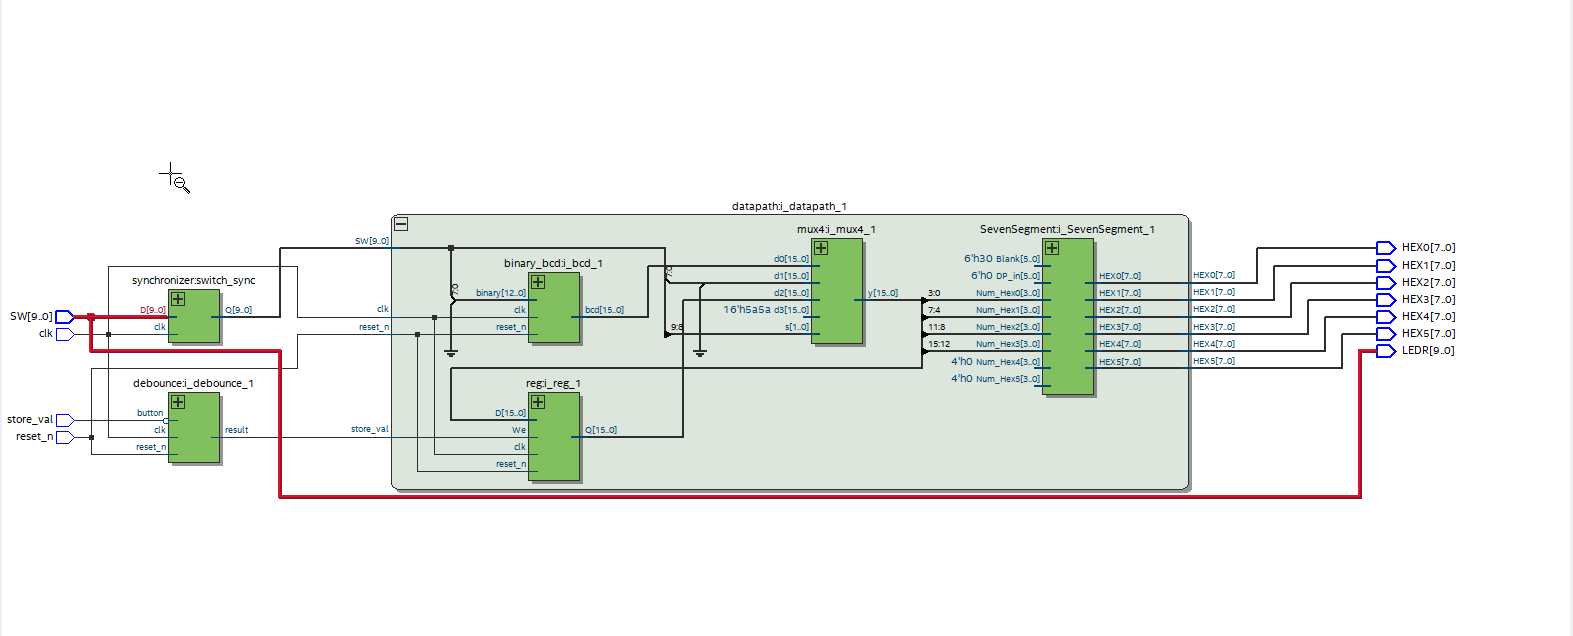 datapath:i_datapath_1
mux4:i_mux4_1
SevenSegment:i_SevenSegment_1
SW[9..0]
HEX0[7..0]
d0[15..0]
6'h30 Blank[5..0]
binary_bcd:i_bcd_1
HEX1[7..0]
7:0
d1[15..0]
6'h0 DP_in[5..0]
HEX0[7..0]
HEX0[7..0]
synchronizer:switch_sync
HEX2[7..0]
7:0
binary[12..0]
d2[15..0]
y[15..0]
3:0
Num_Hex0[3..0]
HEX1[7..0]
HEX1[7..0]
HEX3[7..0]
SW[9..0]
D[9..0]
Q[9..0]
clk
clk
bcd[15..0]
16'h5a5a d3[15..0]
7:4
Num_Hex1[3..0]
HEX2[7..0]
HEX2[7..0]
HEX4[7..0]
clk
clk
reset_n
reset_n
9:8
s[1..0]
11:8
Num_Hex2[3..0]
HEX3[7..0]
HEX3[7..0]
HEX5[7..0]
15:12
Num_Hex3[3..0]
HEX4[7..0]
HEX4[7..0]
LEDR[9..0]
4'h0 Num_Hex4[3..0]
HEX5[7..0]
HEX5[7..0]
4'h0 Num_Hex5[3..0]
debounce:i_debounce_1
reg:i_reg_1
store_val
button
D[15..0]
reset_n
clk
result
store_val
We
Q[15..0]
reset_n
clk
reset_n